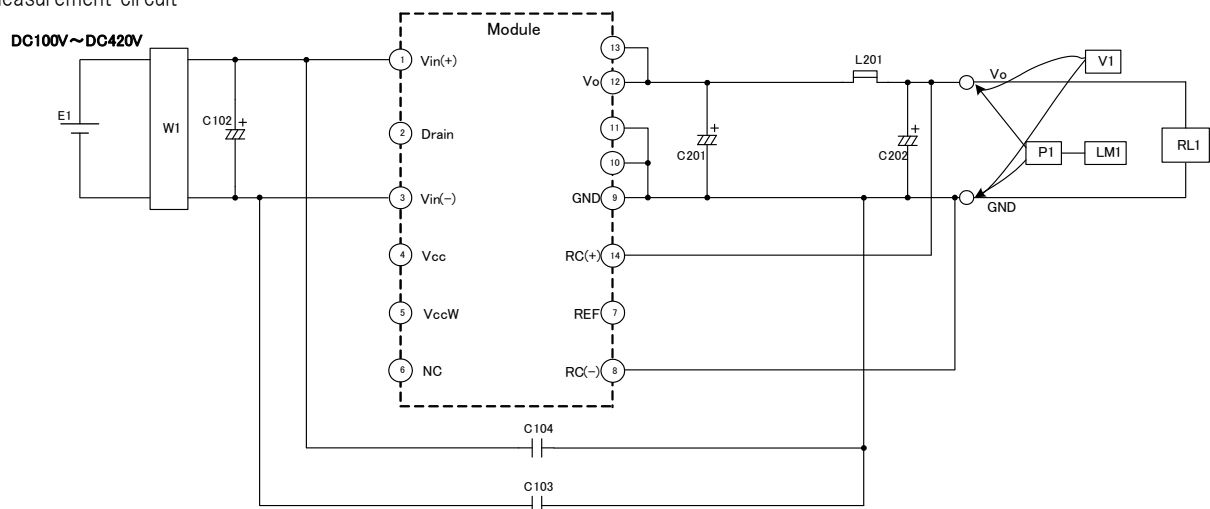 measurement circuit
DC100V～DC420V
Module
E1
W1
C102
+
1 Vin(+)
2 Drain
3 Vin(-)
4 Vcc
5 VccW
6 NC
13
Vo 12
11
10
GND 9
RC(+) 14
REF 7
RC(-) 8
C201
+
L201
C202
+
Vo
GND
V1
P1
LM1
RL1
C104
C103